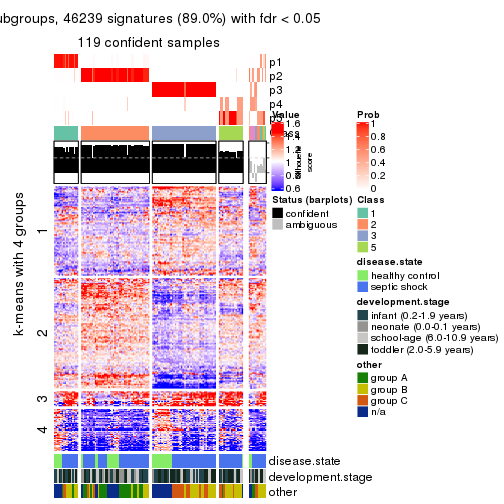 ubgroups, 46239 signatures (89.0%) with fdr < 0.05
119 confident samples
p1
p2
p3
p4
Value
1.6
1.4
1.2
1
0.8
0.6
Silhouette
score
Prob
1
0.8
0.6
0.4
0.2
0
Status (barplots)
confident
ambiguous
Class
1
2
3
5
disease.state
healthy control
septic shock
development.stage
infant (0.2-1.9 years)
neonate (0.0-0.1 years)
school-age (6.0-10.9 years)
toddler (2.0-5.9 years)
other
group A
group B
group C
n/a
k-means with 4 groups
1
2
3
4
disease.state
development.stage
other